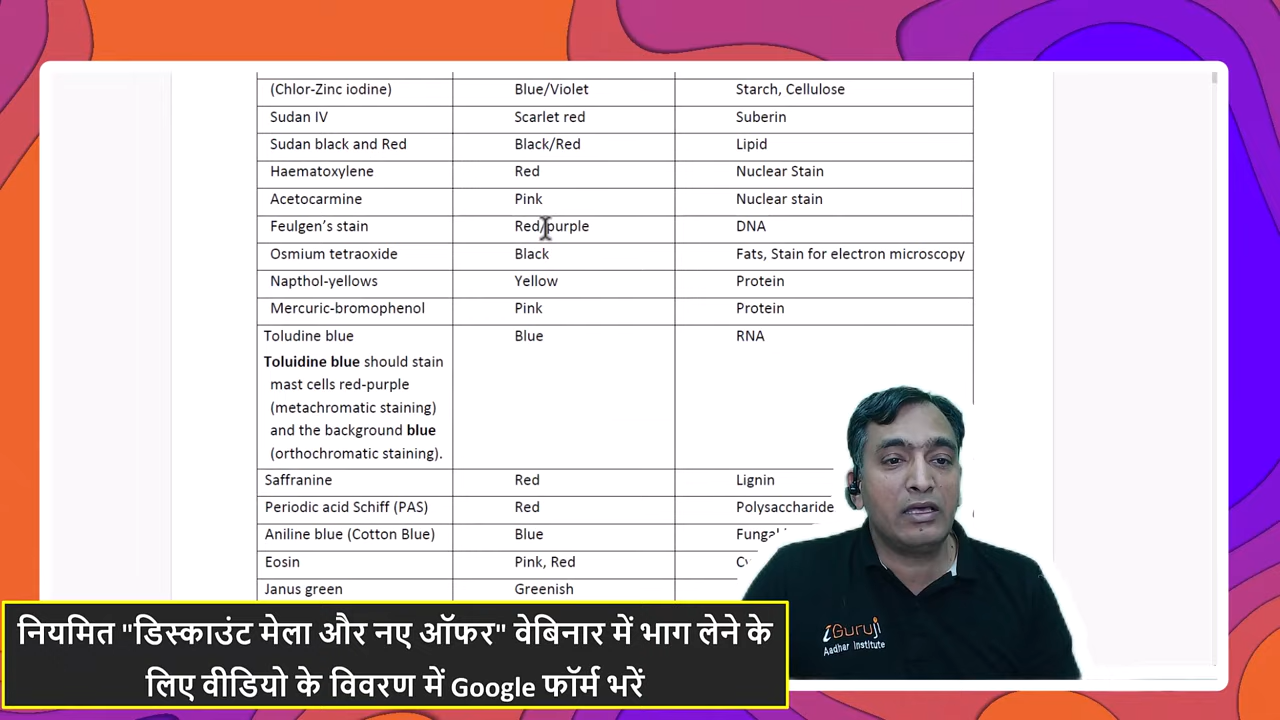 (Chlor-Zinc iodine) Blue/Violet Starch, Cellulose
Sudan IV Scarlet red Suberin
Sudan black and Red Black/Red Lipid
Haematoxylene Red Nuclear Stain
Acetocarmine Pink Nuclear stain
Feulgen's stain Red/purple DNA
Osmium tetraoxide Black Fats, Stain for electron microscopy
Napthol-yellows Yellow Protein
Mercuric-bromophenol Pink Protein
Toludine blue Blue RNA
Toluidine blue should stain
mast cells red-purple
(metachromatic staining)
and the background blue
(orthochromatic staining).
Saffranine Red Lignin
Periodic acid Schiff (PAS) Red Polysaccharide
Aniline blue (Cotton Blue) Blue
Eosin Pink, Red
Janus green Greenish
iGuruji
Aadhar Institute
नियमित "डिस्काउंट मेला और नए ऑफर" वेबिनार में भाग लेने के
लिए वीडियो के विवरण में Google फॉर्म भरें